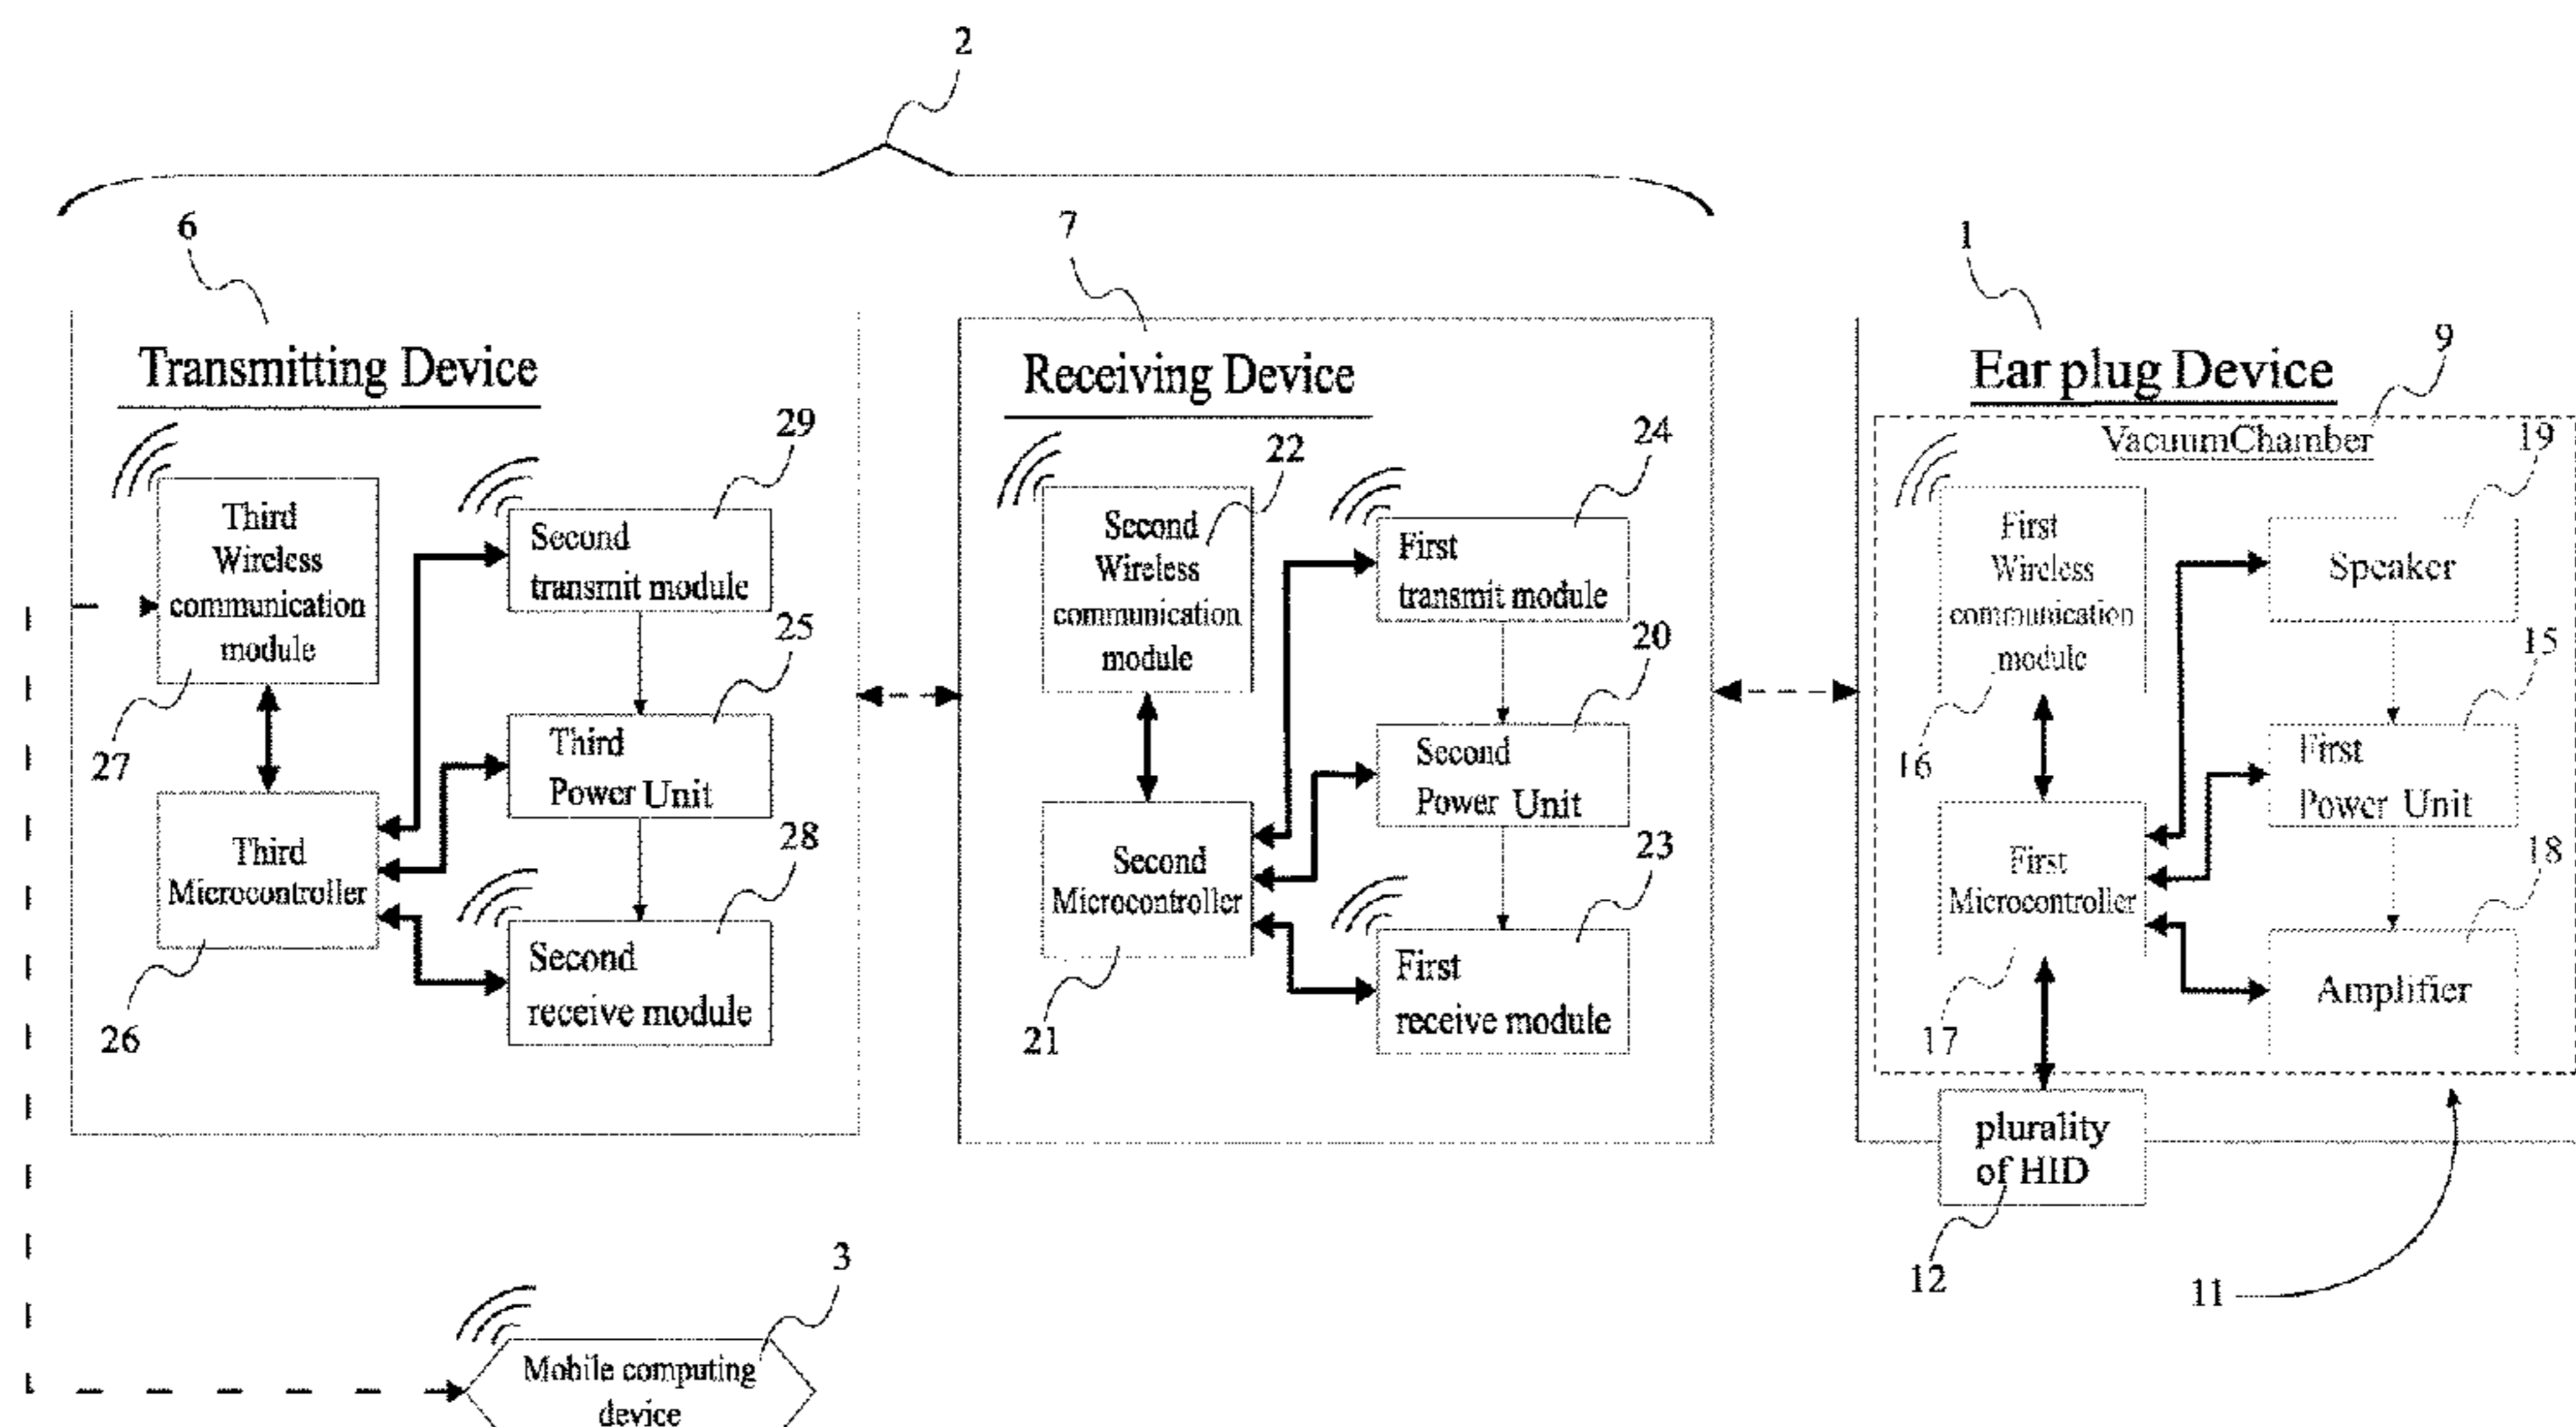 2
6
7
1
Transmitting Device
Receiving Device
Ear plug Device
9
29
22
24
VacuumChamber
19
Third
Wireless
communication
module
Second
transmit module
Second
Wireless
communication
module
First
transmit module
First
Wireless
communication
module
Speaker
25
20
15
27
Third
Power Unit
Second
Power Unit
16
First
Power Unit
28
23
18
Third
Microcontroller
Second
Microcontroller
First
Microcontroller
Second
receive module
First
receive module
Amplifier
26
21
17
plurality
of HID
12
11
3
Mobile computing
device